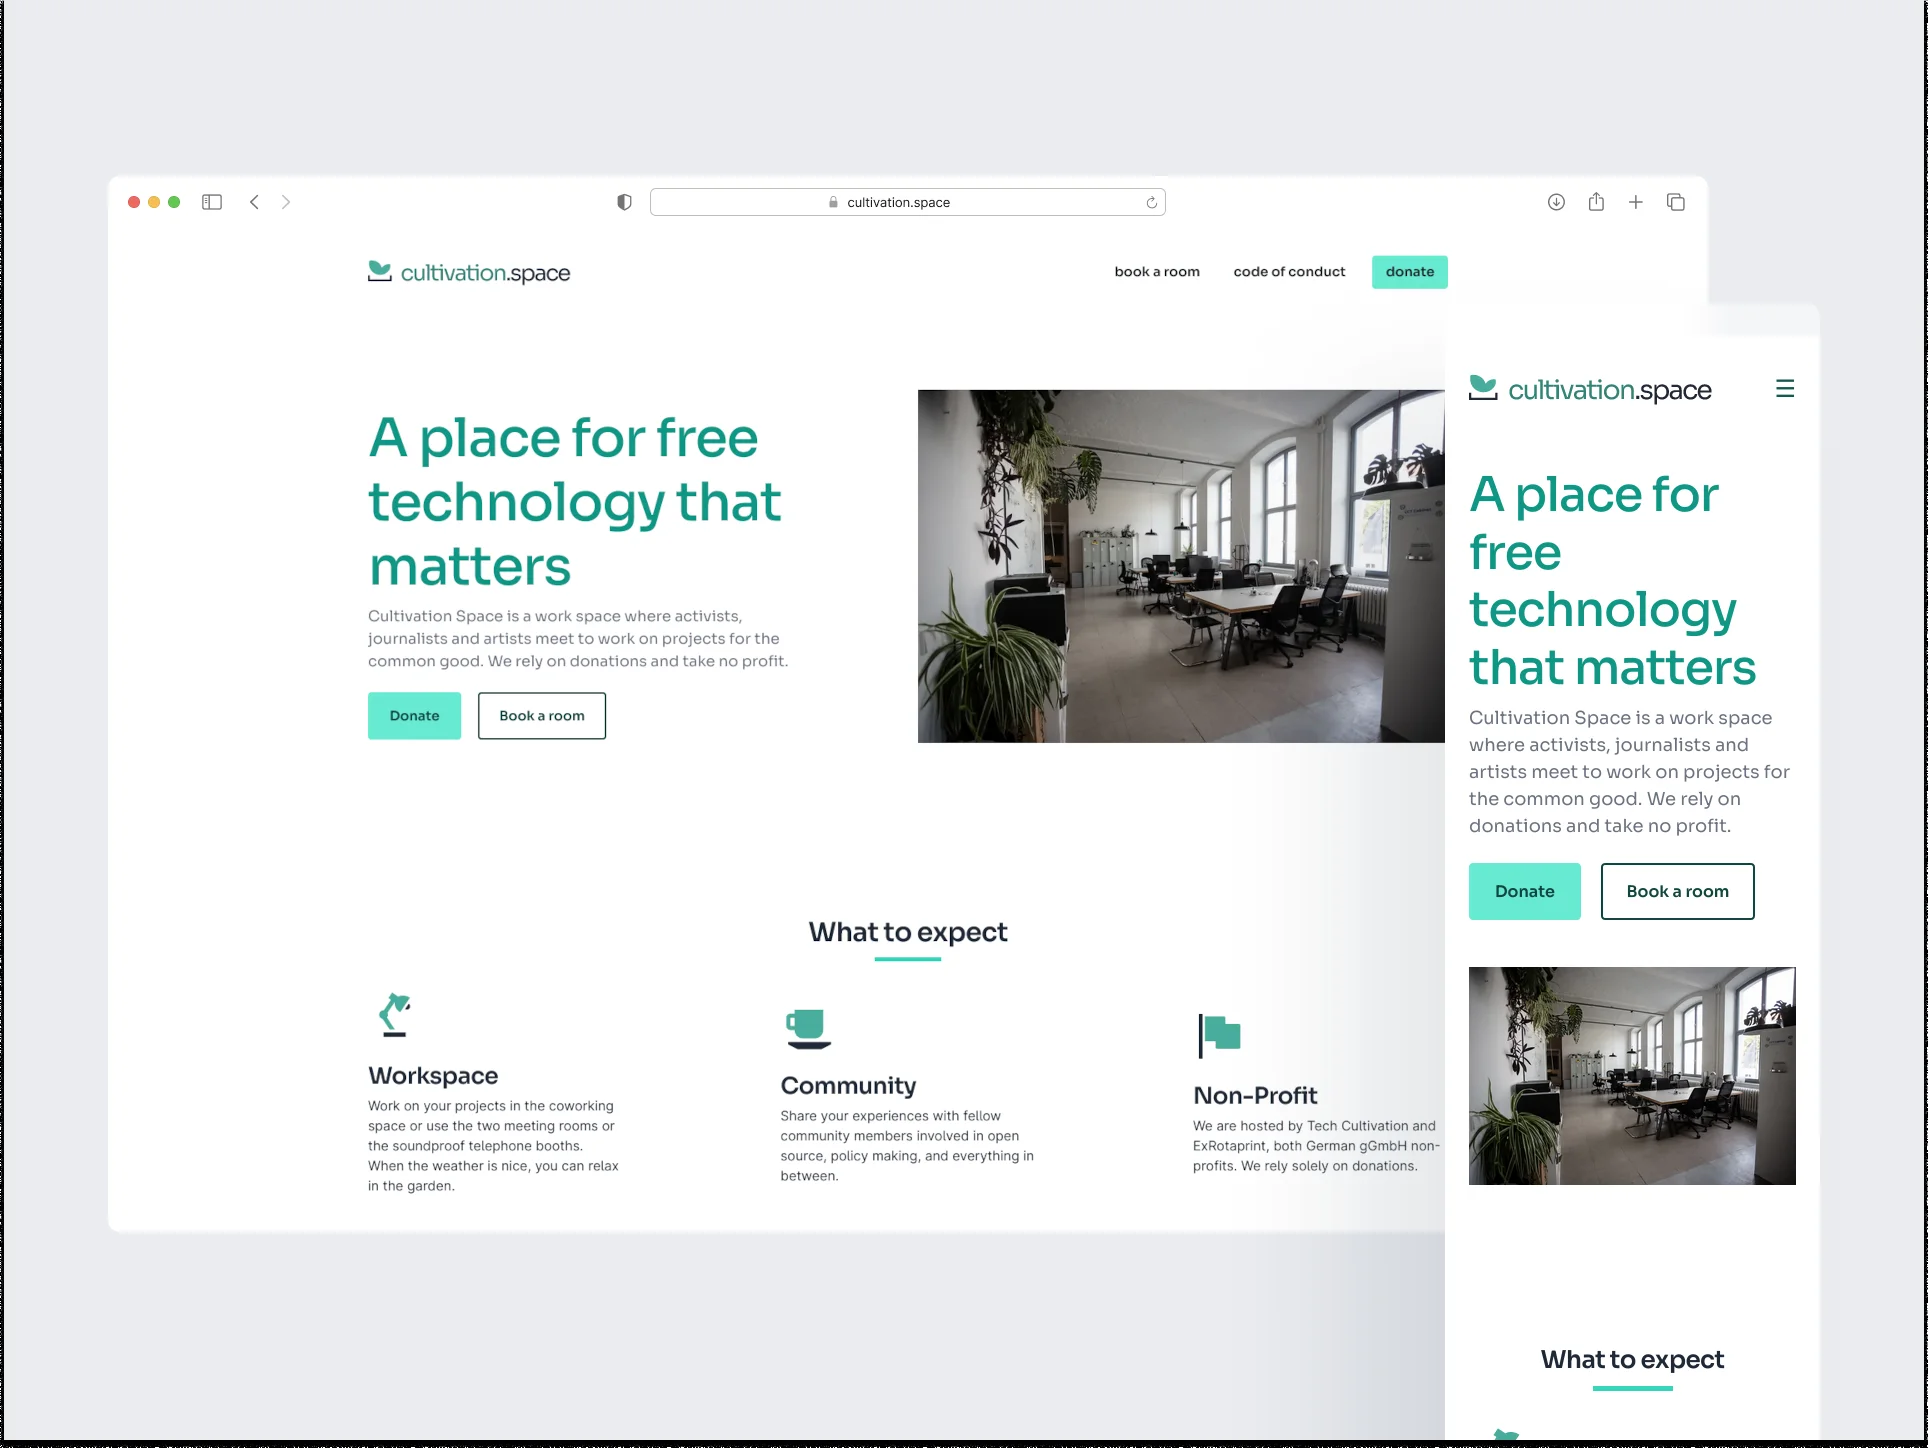 cultivation.space
cultivation.space
book a room
code of conduct
donate
A place for free
technology that
matters
Cultivation Space is a work space where activists,
journalists and artists meet to work on projects for the
common good. We rely on donations and take no profit.
Donate
Book a room
What to expect
Workspace
Work on your projects in the coworking
space or use the two meeting rooms or
the soundproof telephone booths.
When the weather is nice, you can relax
in the garden.
Community
Share your experiences with fellow
community members involved in open
source, policy making, and everything in
between.
Non-Profit
We are hosted by Tech Cultivation and
ExRotaprint, both German gGmbH non-
profits. We rely solely on donations.
cultivation.space
A place for
free
technology
that matters
Cultivation Space is a work space
where activists, journalists and
artists meet to work on projects for
the common good. We rely on
donations and take no profit.
Donate
Book a room
What to expect